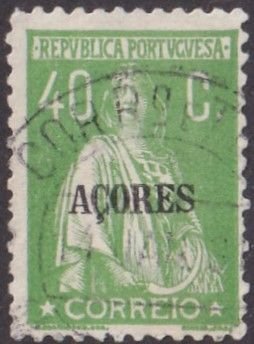 REPVBLICA PORTVGVESA
40 C
AÇORES
CORREIO